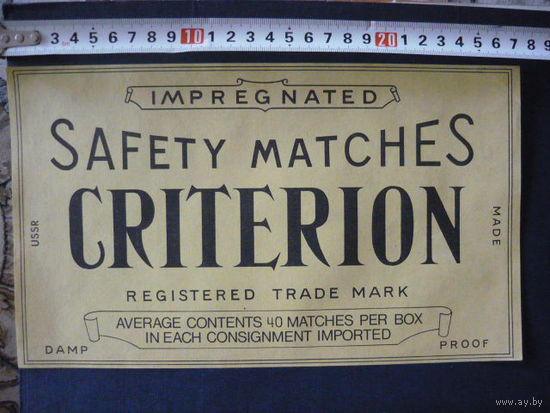 3 4 5 6 7 8 9 10 1 2 3 4 5 6 7 8 9 20 1 2 3 4 5 6 7 8 9
IMPREGNATED
SAFETY MATCHES
CRITERION
USSR
MADE
REGISTERED TRADE MARK
AVERAGE CONTENTS 40 MATCHES PER BOX
IN EACH CONSIGNMENT IMPORTED
DAMP
PROOF
www.ay.by